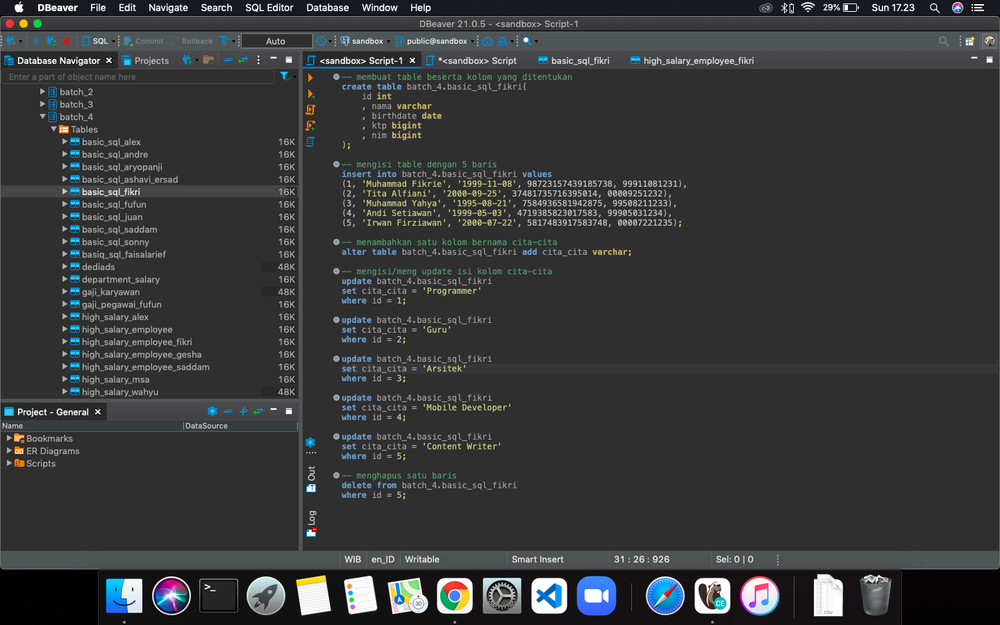 DBeaver File Edit Navigate Search SQL Editor Database Window Help 29% Sun 17.23
DBeaver 21.0.5 - <sandbox> Script-1
SQL Commit Rollback T Auto sandbox public@sandbox
Database Navigator Projects
Enter a part of object name here
batch_2
batch_3
batch_4
Tables
basic_sql_alex 16K
basic_sql_andre 16K
basic_sql_aryopanji 16K
basic_sql_ashavi_ersad 16K
basic_sql_fikri 16K
basic_sql_fufun 16K
basic_sql_juan 16K
basic_sql_saddam 16K
basic_sql_sonny 16K
basiq_sql_faisalarief 16K
dediads 48K
department_salary 16K
gaji_karyawan 48K
gaji_pegawai_fufun 16K
high_salary_alex 16K
high_salary_employee 16K
high_salary_employee_fikri 16K
high_salary_employee_gesha 16K
high_salary_employee_saddam 16K
high_salary_msa 16K
high_salary_wahyu 48K
Project - General
Name DataSource
Bookmarks
ER Diagrams
Scripts
<sandbox> Script-1 *<sandbox> Script basic_sql_fikri high_salary_employee_fikri
-- membuat table beserta kolom yang ditentukan
create table batch_4.basic_sql_fikri(
id int
, nama varchar
, birthdate date
, ktp bigint
, nim bigint
);
-- mengisi table dengan 5 baris
insert into batch_4.basic_sql_fikri values
(1, 'Muhammad Fikrie', '1999-11-08', 98723157439185738, 99911081231),
(2, 'Tita Alfiani', '2000-09-25', 37481735716395014, 00009251232),
(3, 'Muhammad Yahya', '1995-08-21', 7584936581942875, 99508211233),
(4, 'Andi Setiawan', '1999-05-03', 4719385823017583, 99905031234),
(5, 'Irwan Firziawan', '2000-07-22', 5817483917583748, 00007221235);
-- menambahkan satu kolom bernama cita-cita
alter table batch_4.basic_sql_fikri add cita_cita varchar;
-- mengisi/meng update isi kolom cita-cita
update batch_4.basic_sql_fikri
set cita_cita = 'Programmer'
where id = 1;
update batch_4.basic_sql_fikri
set cita_cita = 'Guru'
where id = 2;
update batch_4.basic_sql_fikri
set cita_cita = 'Arsitek'
where id = 3;
update batch_4.basic_sql_fikri
set cita_cita = 'Mobile Developer'
where id = 4;
update batch_4.basic_sql_fikri
set cita_cita = 'Content Writer'
where id = 5;
-- menghapus satu baris
delete from batch_4.basic_sql_fikri
where id = 5;
Out
Log
WIB en_ID Writable Smart Insert 31 : 26 : 926 Sel: 0 | 0
>_
3D
CE
CSV